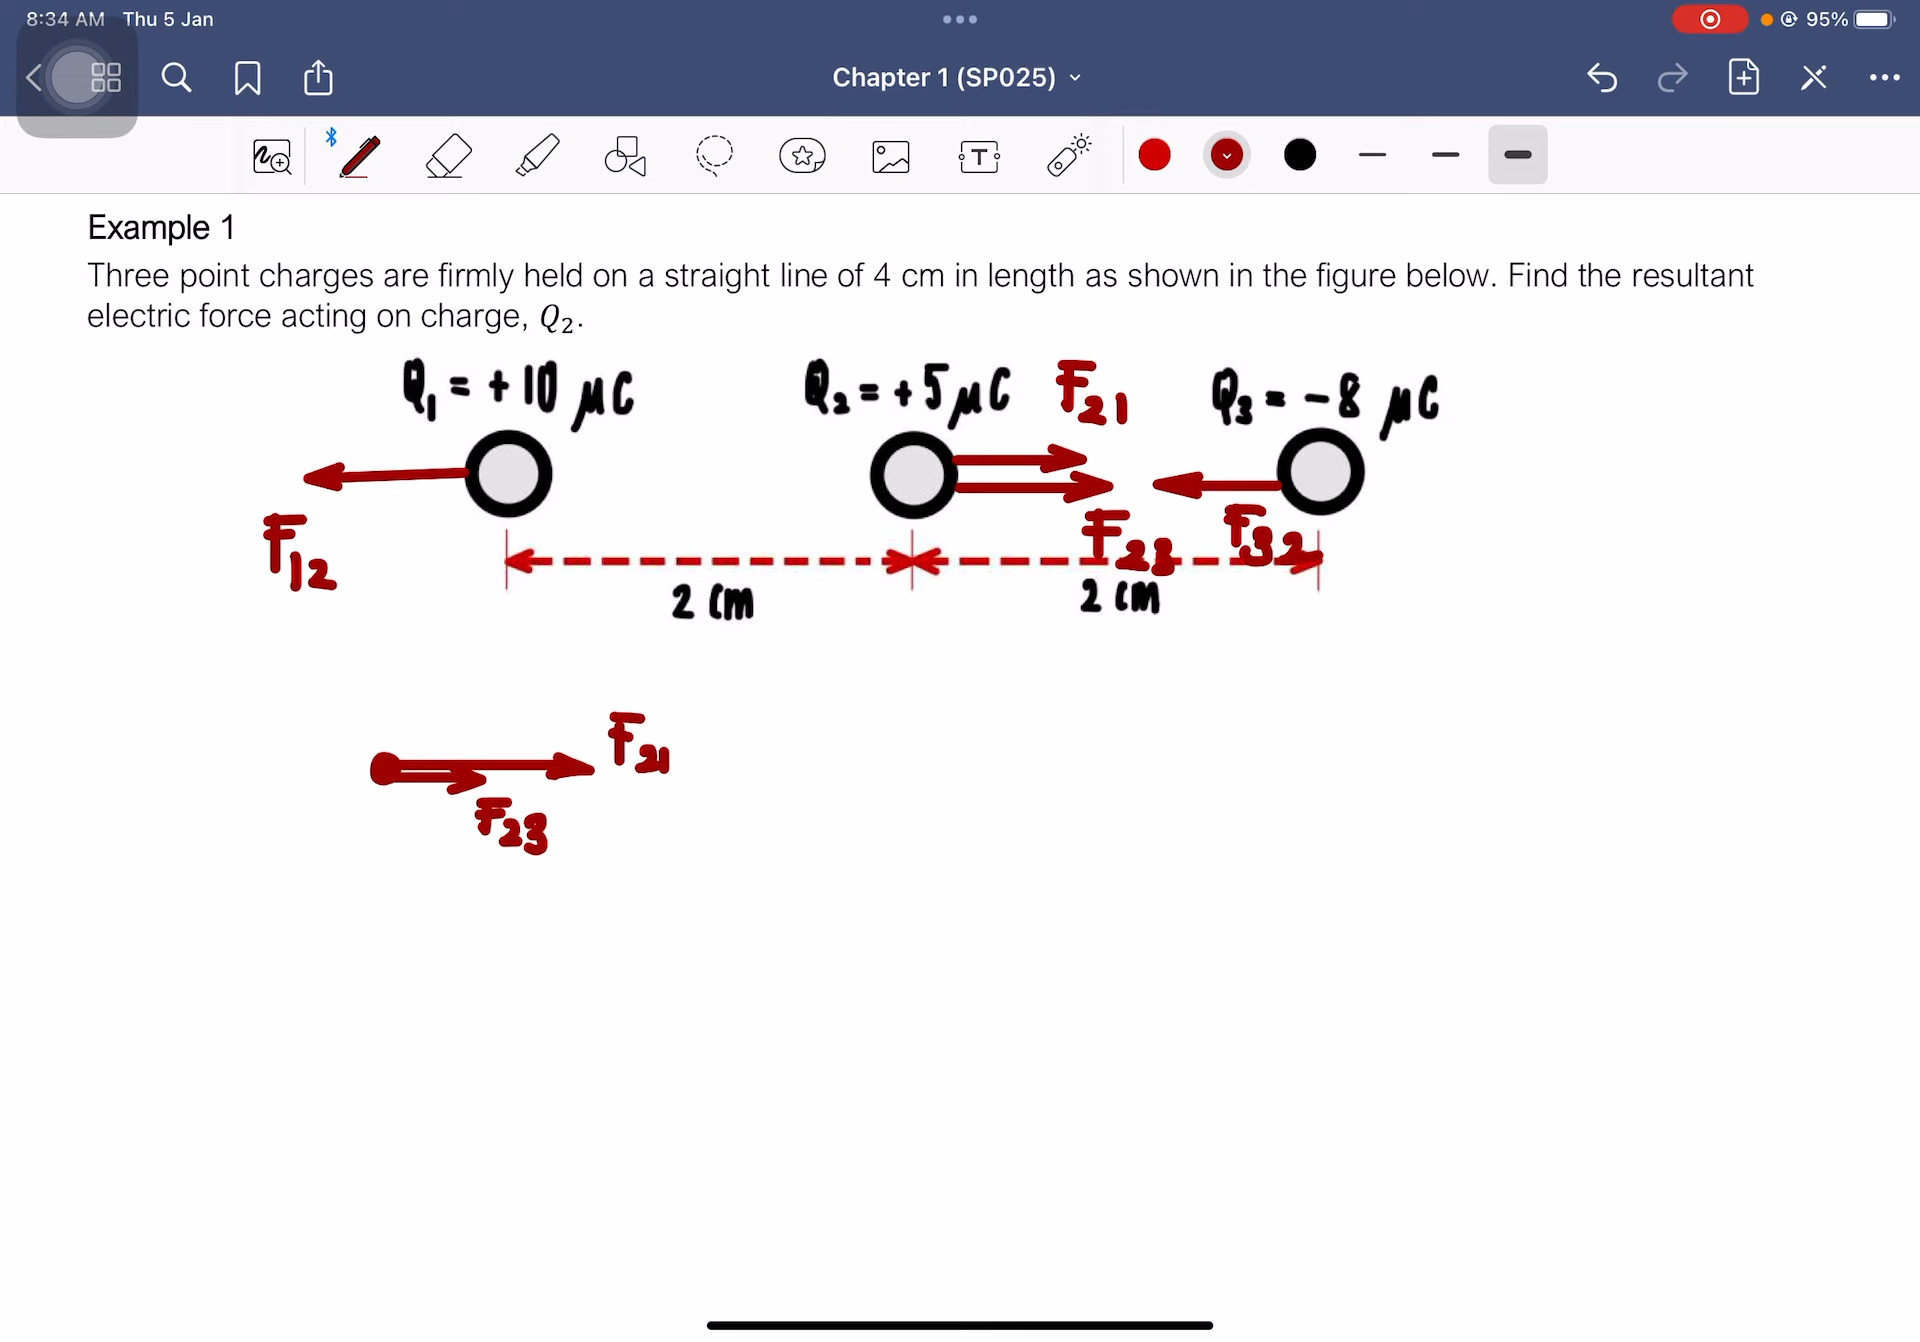 8:34 AM Thu 5 Jan 95%
Chapter 1 (SP025)
T
Example 1
Three point charges are firmly held on a straight line of 4 cm in length as shown in the figure below. Find the resultant
electric force acting on charge, Q₂.
Q₁ = +10 μC Q₂ = +5 μC F₂₁ Q₃ = -8 μC
F₁₂ F₂₃ F₃₂
2 cm 2 cm
F₂₁
F₂₃